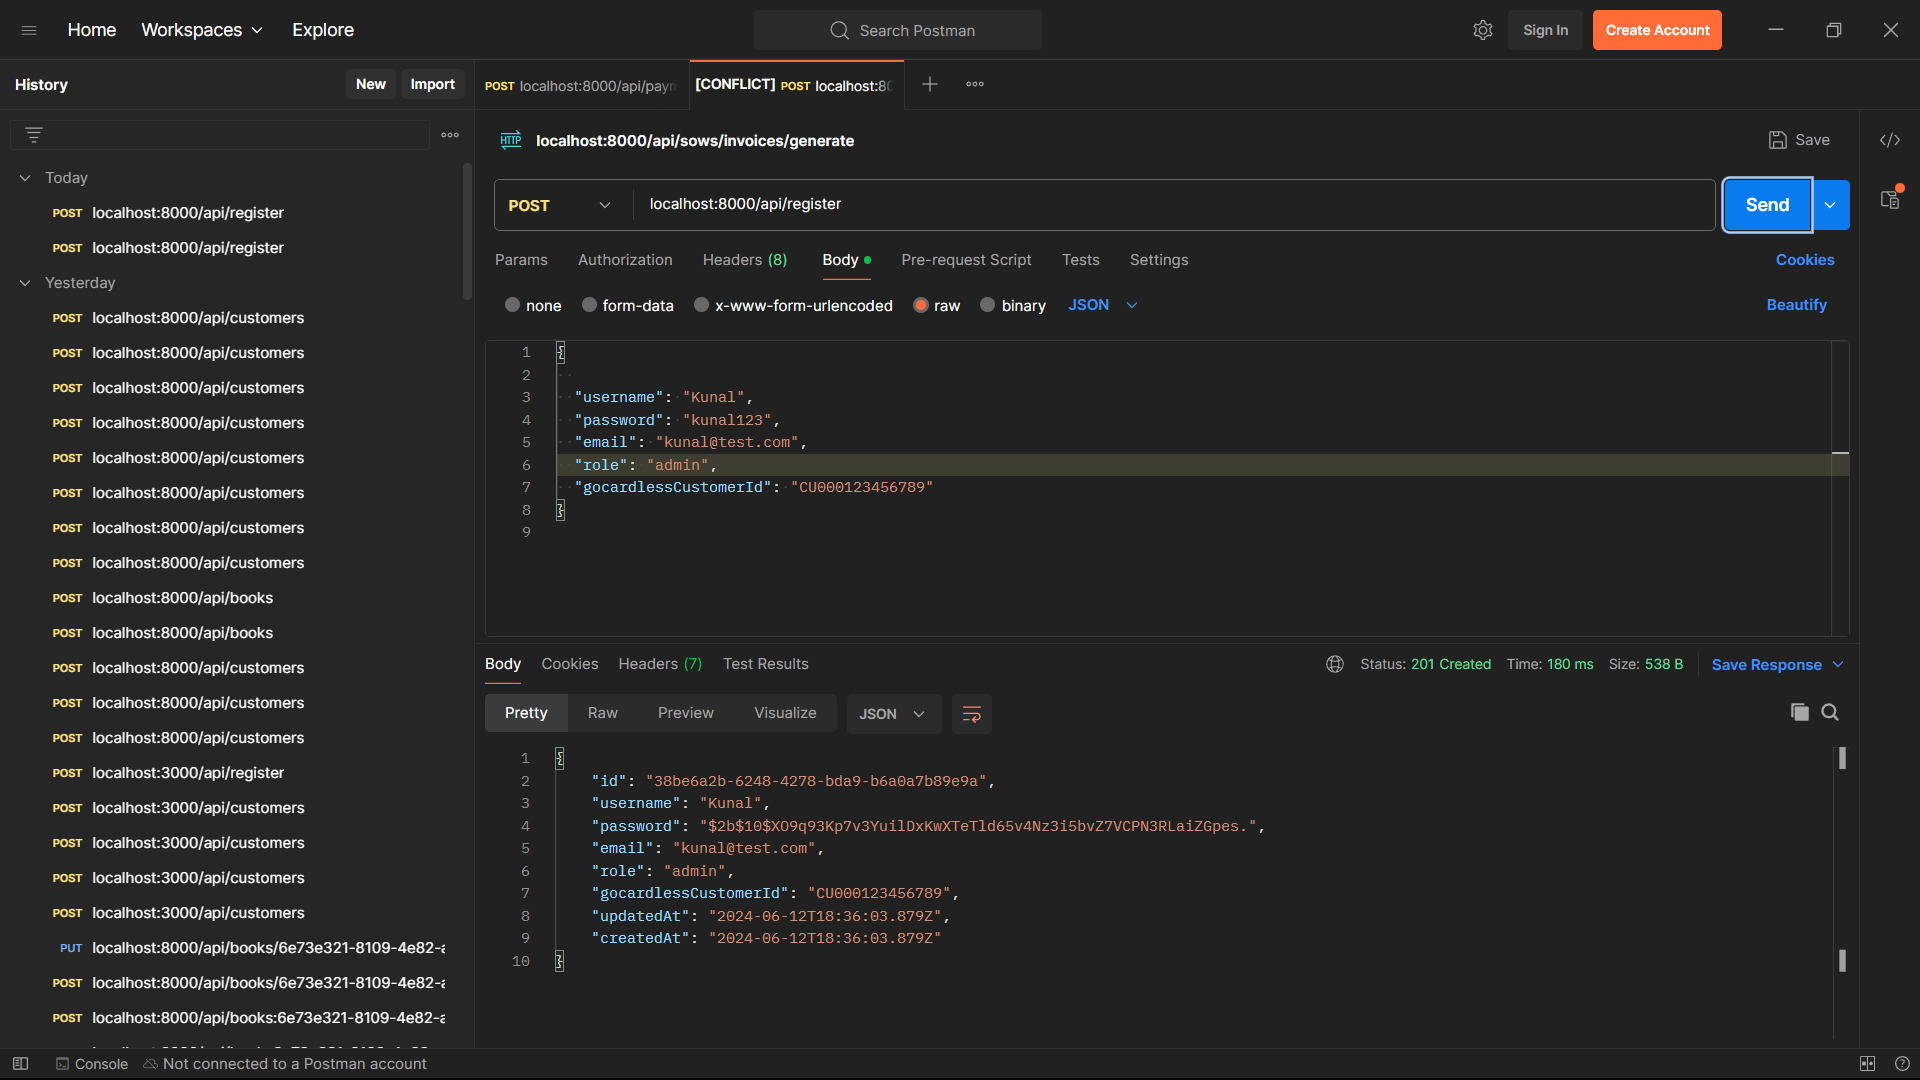 Home Workspaces Explore Search Postman Sign In Create Account
History New Import
POST localhost:8000/api/paym [CONFLICT] POST localhost:80
Today
POST localhost:8000/api/register
POST localhost:8000/api/register
Yesterday
POST localhost:8000/api/customers
POST localhost:8000/api/customers
POST localhost:8000/api/customers
POST localhost:8000/api/customers
POST localhost:8000/api/customers
POST localhost:8000/api/customers
POST localhost:8000/api/customers
POST localhost:8000/api/customers
POST localhost:8000/api/books
POST localhost:8000/api/books
POST localhost:8000/api/customers
POST localhost:8000/api/customers
POST localhost:8000/api/customers
POST localhost:3000/api/register
POST localhost:3000/api/customers
POST localhost:3000/api/customers
POST localhost:3000/api/customers
POST localhost:3000/api/customers
PUT localhost:8000/api/books/6e73e321-8109-4e82-a
POST localhost:8000/api/books/6e73e321-8109-4e82-a
POST localhost:8000/api/books:6e73e321-8109-4e82-a
HTTP localhost:8000/api/sows/invoices/generate Save </>
POST localhost:8000/api/register Send
Params Authorization Headers (8) Body Pre-request Script Tests Settings Cookies
none form-data x-www-form-urlencoded raw binary JSON Beautify
1 {
2
3 "username": "Kunal",
4 "password": "kunal123",
5 "email": "kunal@test.com",
6 "role": "admin",
7 "gocardlessCustomerId": "CU000123456789"
8 }
9
Body Cookies Headers (7) Test Results Status: 201 Created Time: 180 ms Size: 538 B Save Response
Pretty Raw Preview Visualize JSON
1 {
2 "id": "38be6a2b-6248-4278-bda9-b6a0a7b89e9a",
3 "username": "Kunal",
4 "password": "$2b$10$XO9q93Kp7v3YuilDxKwXTeTld65v4Nz3i5bvZ7VCPN3RLaiZGpes.",
5 "email": "kunal@test.com",
6 "role": "admin",
7 "gocardlessCustomerId": "CU000123456789",
8 "updatedAt": "2024-06-12T18:36:03.879Z",
9 "createdAt": "2024-06-12T18:36:03.879Z"
10 }
Console Not connected to a Postman account